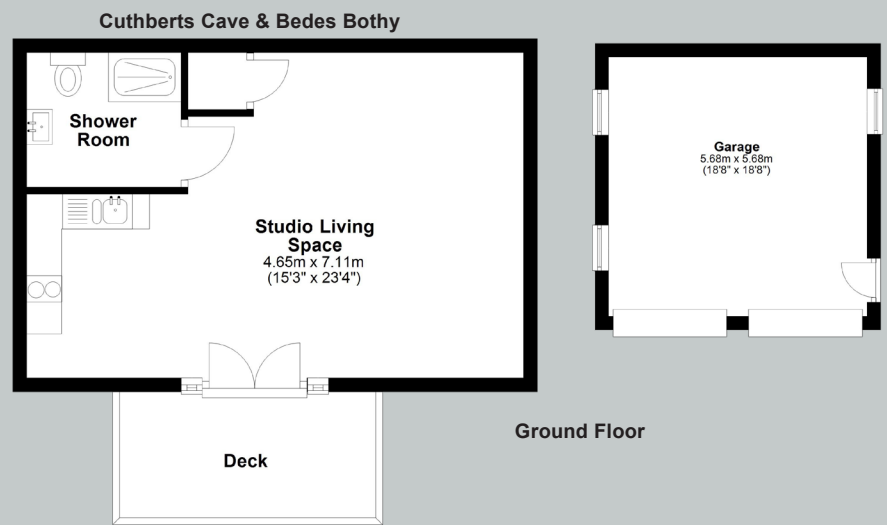 Cuthberts Cave & Bedes Bothy
Shower
Room
Studio Living
Space
4.65m x 7.11m
(15'3" x 23'4")
Garage
5.68m x 5.68m
(18'8" x 18'8")
Deck
Ground Floor